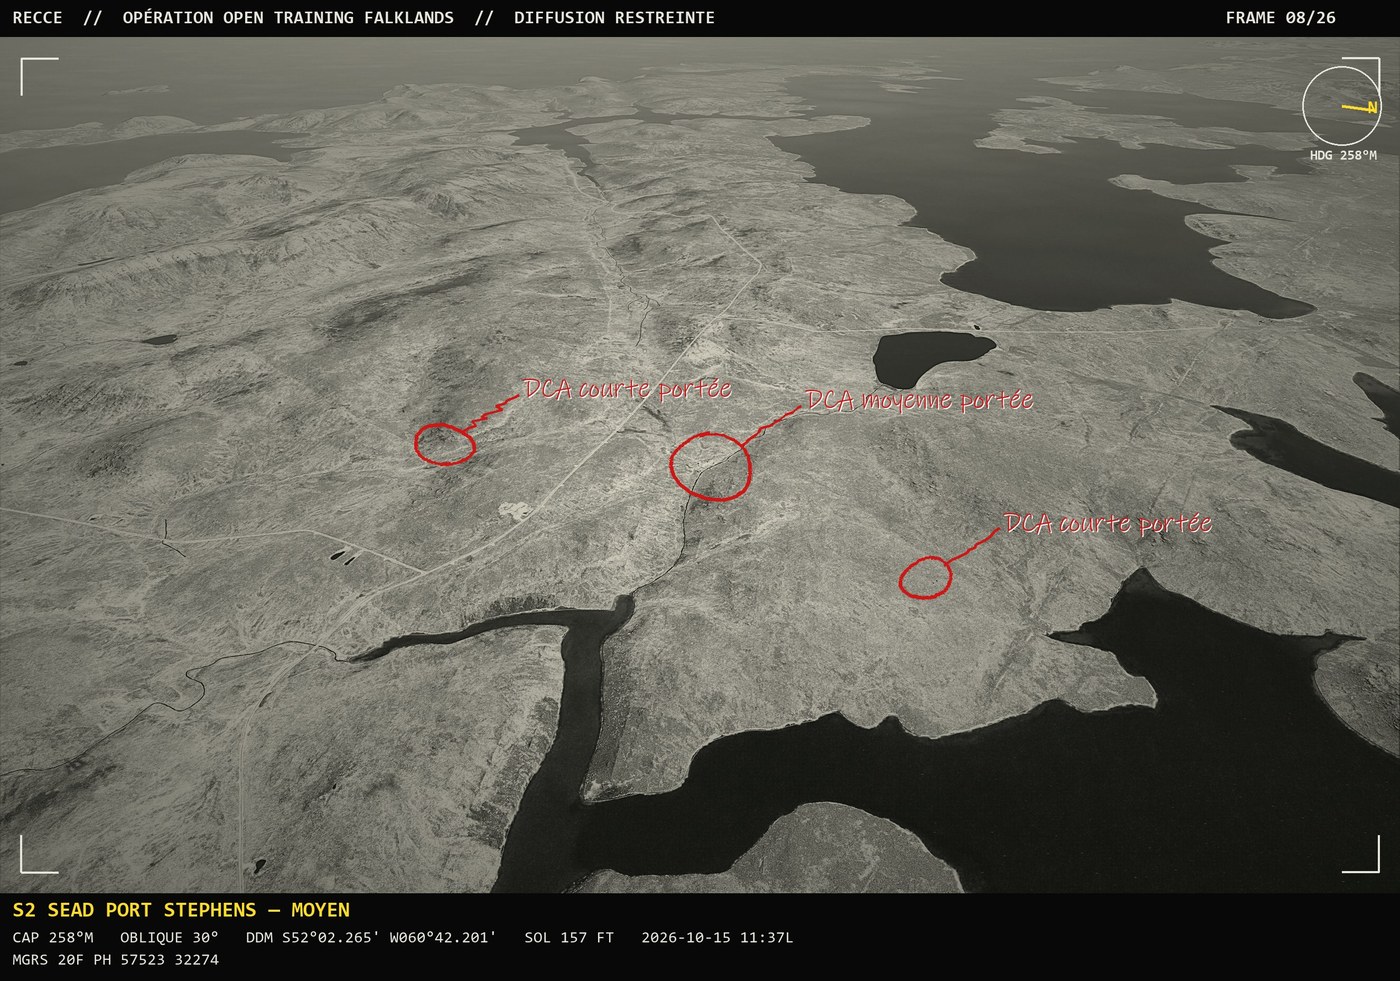 RECCE // OPÉRATION OPEN TRAINING FALKLANDS // DIFFUSION RESTREINTE FRAME 08/26
N
HDG 258°M
DCA courte portée
DCA moyenne portée
DCA courte portée
S2 SEAD PORT STEPHENS — MOYEN
CAP 258°M OBLIQUE 30° DDM S52°02.265' W060°42.201' SOL 157 FT 2026-10-15 11:37L
MGRS 20F PH 57523 32274